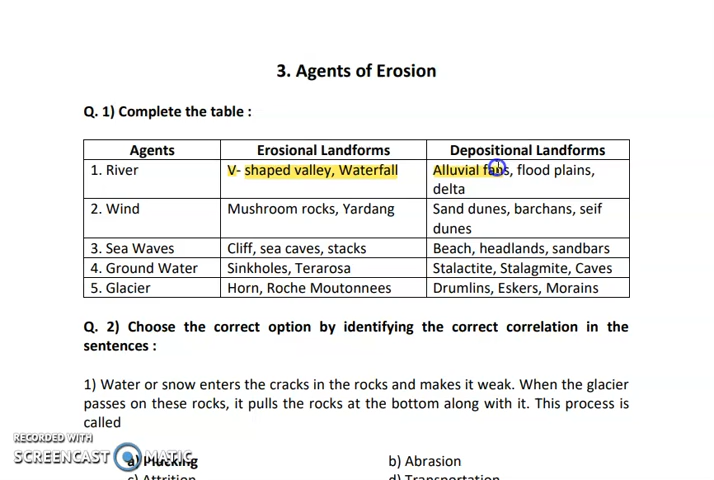 3. Agents of Erosion
Q. 1) Complete the table :
Agents Erosional Landforms Depositional Landforms
1. River V- shaped valley, Waterfall Alluvial fans, flood plains,
delta
2. Wind Mushroom rocks, Yardang Sand dunes, barchans, seif
dunes
3. Sea Waves Cliff, sea caves, stacks Beach, headlands, sandbars
4. Ground Water Sinkholes, Terarosa Stalactite, Stalagmite, Caves
5. Glacier Horn, Roche Moutonnees Drumlins, Eskers, Morains
Q. 2) Choose the correct option by identifying the correct correlation in the
sentences :
1) Water or snow enters the cracks in the rocks and makes it weak. When the glacier
passes on these rocks, it pulls the rocks at the bottom along with it. This process is
called
RECORDED WITH
SCREENCAST MATIC
a) Plucking b) Abrasion
c) Attrition d) Transportation